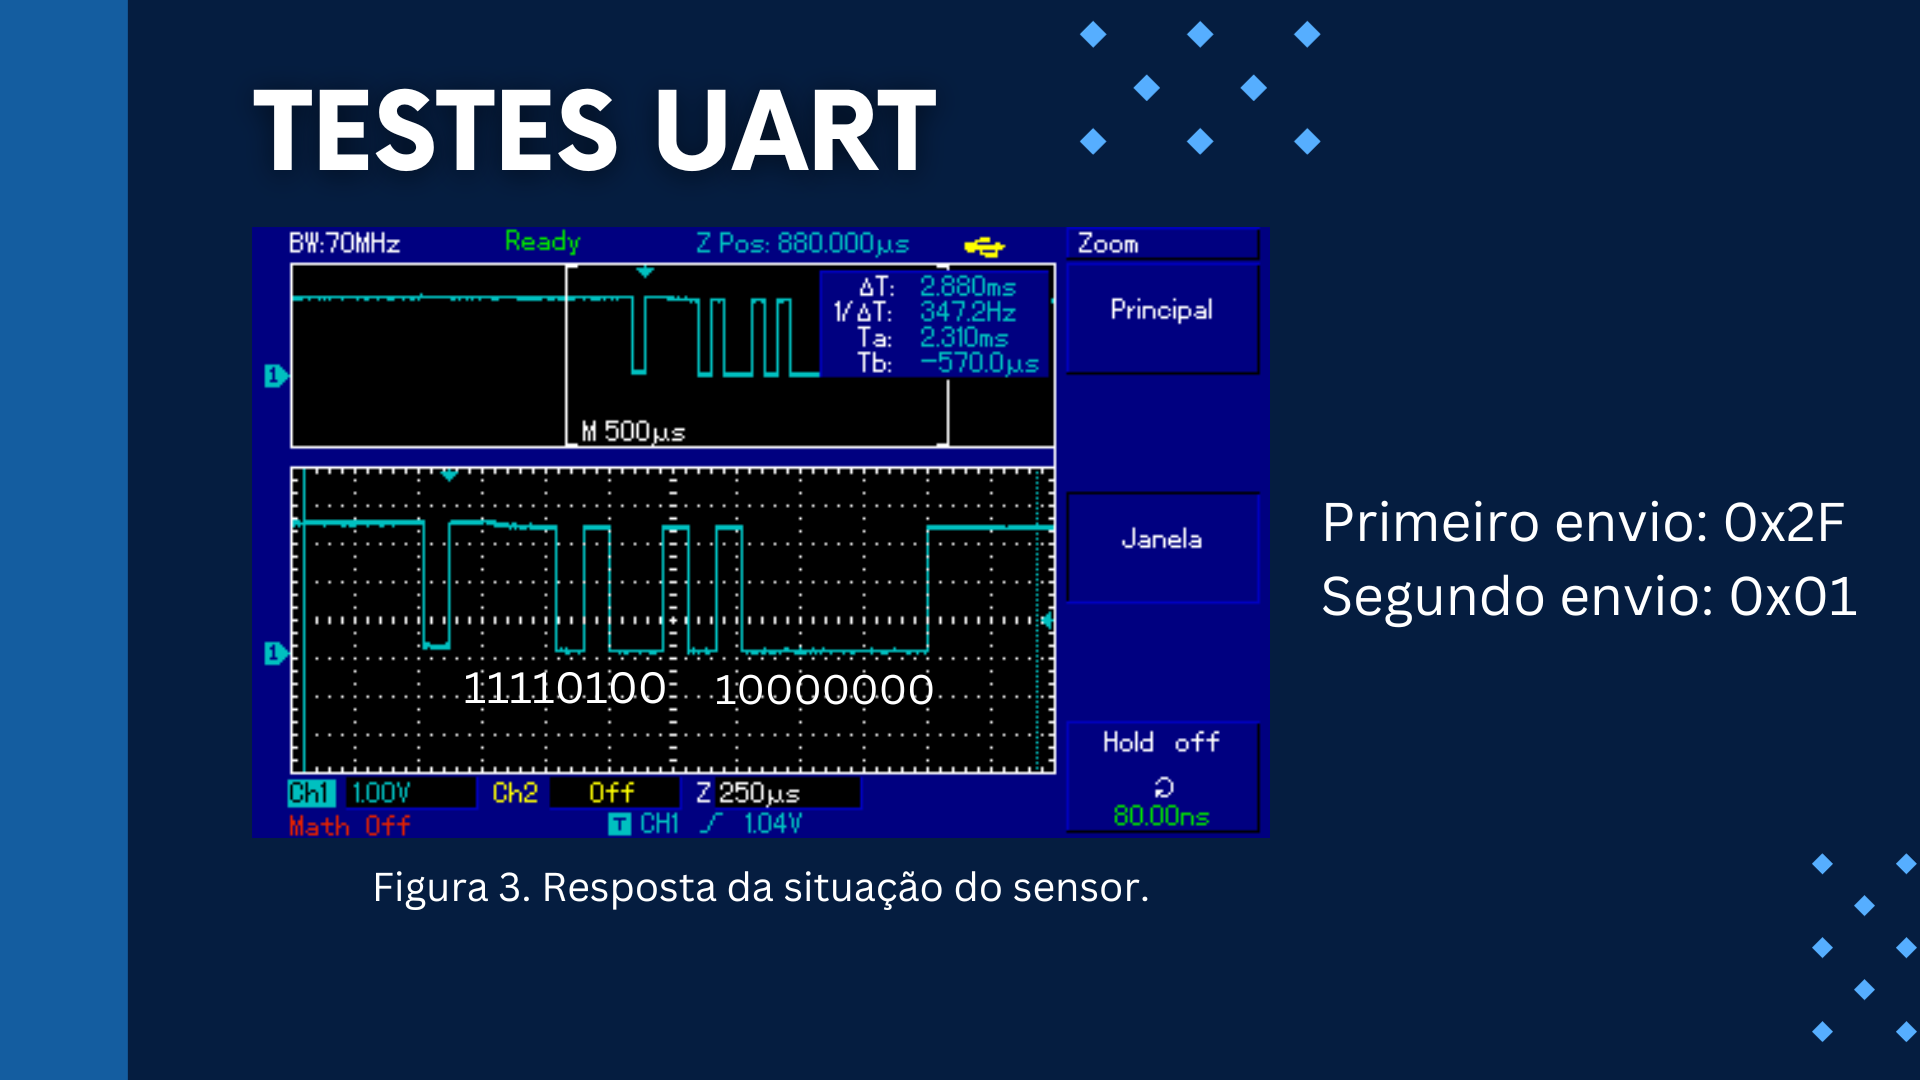 TESTES UART
BW:70MHz Ready Z Pos: 880.000µs Zoom
ΔT: 2.880ms
1/ΔT: 347.2Hz
Ta: 2.310ms
Tb: -570.0µs
Principal
1
M 500µs
Janela
Primeiro envio: 0x2F
Segundo envio: 0x01
1
11110100 10000000
Hold off
80.00ns
Ch1 1.00V Ch2 Off Z 250µs
Math Off T CH1 1.04V
Figura 3. Resposta da situação do sensor.